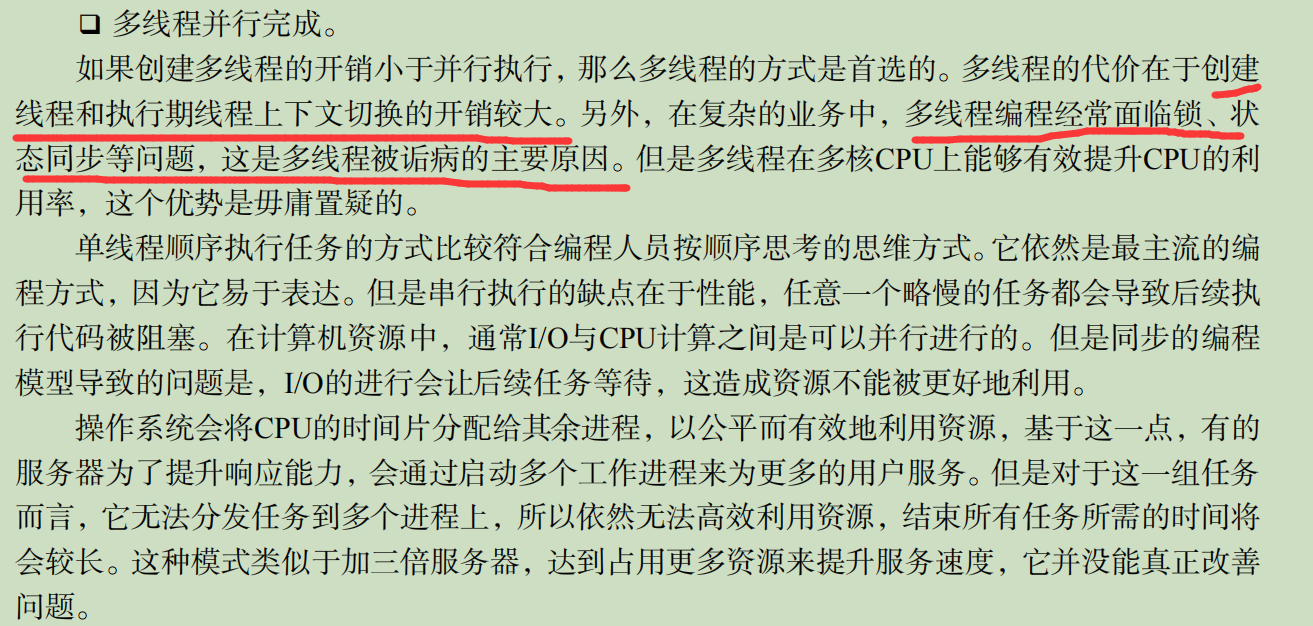 ❑ 多线程并行完成。
如果创建多线程的开销小于并行执行，那么多线程的方式是首选的。多线程的代价在于创建
线程和执行期线程上下文切换的开销较大。另外，在复杂的业务中，多线程编程经常面临锁、状
态同步等问题，这是多线程被诟病的主要原因。但是多线程在多核CPU上能够有效提升CPU的利
用率，这个优势是毋庸置疑的。
单线程顺序执行任务的方式比较符合编程人员按顺序思考的思维方式。它依然是最主流的编
程方式，因为它易于表达。但是串行执行的缺点在于性能，任意一个略慢的任务都会导致后续执
行代码被阻塞。在计算机资源中，通常I/O与CPU计算之间是可以并行进行的。但是同步的编程
模型导致的问题是，I/O的进行会让后续任务等待，这造成资源不能被更好地利用。
操作系统会将CPU的时间片分配给其余进程，以公平而有效地利用资源，基于这一点，有的
服务器为了提升响应能力，会通过启动多个工作进程来为更多的用户服务。但是对于这一组任务
而言，它无法分发任务到多个进程上，所以依然无法高效利用资源，结束所有任务所需的时间将
会较长。这种模式类似于加三倍服务器，达到占用更多资源来提升服务速度，它并没能真正改善
问题。